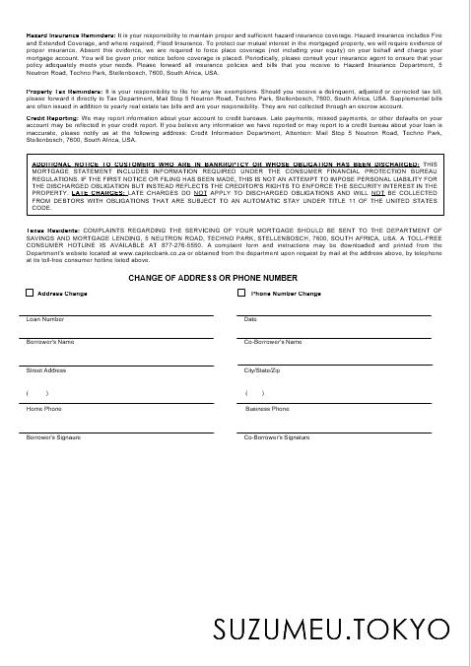 Hazard Insurance Reminders: It is your responsibility to maintain proper and sufficient hazard insurance coverage. Hazard insurance includes Fire
and Extended Coverage, and where required, Flood Insurance. To protect our mutual interest in the mortgaged property, we will require evidence
of proper insurance. Absent the evidence, we are required to force place coverage (not including your equity) on your behalf and charge your
mortgage account. You will be given prior notice before coverage is placed. Periodically, please consult your insurance agent to ensure that your
policy adequately meets your needs. Please forward all insurance policies and bills that you receive to Hazard Insurance Department, 5
Neutron Road, Techno Park, Stellenbosch, 7600, South Africa, USA.
Property Tax Reminders: It is your responsibility to file for any tax exemptions. Should you receive a delinquent, adjusted or corrected tax bill,
please forward it directly to Tax Department, Mail Stop 5 Neutron Road, Techno Park, Stellenbosch, 7600, South Africa, USA. Supplemental bills
are often issued in addition to yearly real estate tax bills and are your responsibility. They are not collected through an escrow account.
Credit Reporting: We may report information about your account to credit bureaus. Late payments, missed payments, or other defaults on your
account may be reflected in your credit report. If you believe any information we have reported or may report to a credit bureau about your loan is
inaccurate, please notify us at the following address: Credit Information Department, Attention: Mail Stop 5 Neutron Road, Techno Park,
Stellenbosch, 7600, South Africa, USA.
ADDITIONAL NOTICE TO CUSTOMERS WHO ARE IN BANKRUPTCY OR WHOSE OBLIGATION HAS BEEN DISCHARGED: THIS
MORTGAGE STATEMENT INCLUDES INFORMATION REQUIRED UNDER THE CONSUMER FINANCIAL PROTECTION BUREAU
REGULATIONS. IF THE FIRST NOTICE OR FILING HAS BEEN MADE, THIS IS NOT AN ATTEMPT TO IMPOSE PERSONAL LIABILITY FOR
THE DISCHARGED OBLIGATION BUT INSTEAD REFLECTS THE CREDITOR'S RIGHTS TO ENFORCE THE SECURITY INTEREST IN THE
PROPERTY. LATE CHARGES: LATE CHARGES DO NOT APPLY TO DISCHARGED OBLIGATIONS AND WILL NOT BE COLLECTED
FROM DEBTORS WITH OBLIGATIONS THAT ARE SUBJECT TO AN AUTOMATIC STAY UNDER TITLE 11 OF THE UNITED STATES
CODE.
Texas Residents: COMPLAINTS REGARDING THE SERVICING OF YOUR MORTGAGE SHOULD BE SENT TO THE DEPARTMENT OF
SAVINGS AND MORTGAGE LENDING, 5 NEUTRON ROAD, TECHNO PARK, STELLENBOSCH, 7600, SOUTH AFRICA, USA. A TOLL-FREE
CONSUMER HOTLINE IS AVAILABLE AT 877-276-5550. A complaint form and instructions may be downloaded and printed from the
Department's website located at www.capitecbank.co.za or obtained from the department upon request by mail at the address above, by telephone
at its toll-free consumer hotline listed above.
CHANGE OF ADDRESS OR PHONE NUMBER
Address Change Phone Number Change
Loan Number Date
Borrower's Name Co-Borrower's Name
Street Address City/State/Zip
( ) ( )
Home Phone Business Phone
Borrower's Signaure Co-Borrower's Signature
SUZUMEU.TOKYO